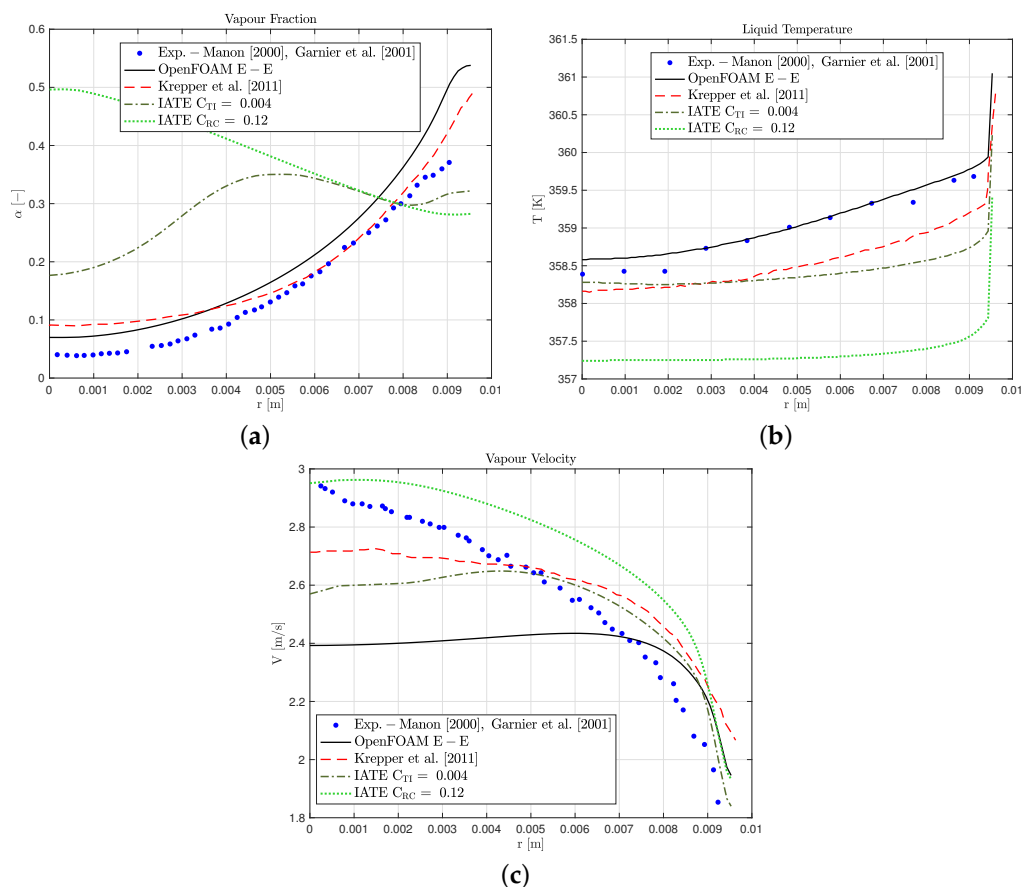 Vapour Fraction
0.6
0.5
0.4
0.3
0.2
0.1
0
α [−]
Exp. − Manon [2000], Garnier et al. [2001]
OpenFOAM E − E
Krepper et al. [2011]
IATE C_TI = 0.004
IATE C_RC = 0.12
0 0.001 0.002 0.003 0.004 0.005 0.006 0.007 0.008 0.009 0.01
r [m]
(a)
Liquid Temperature
361.5
361
360.5
360
359.5
359
358.5
358
357.5
357
T [K]
Exp. − Manon [2000], Garnier et al. [2001]
OpenFOAM E − E
Krepper et al. [2011]
IATE C_TI = 0.004
IATE C_RC = 0.12
0 0.001 0.002 0.003 0.004 0.005 0.006 0.007 0.008 0.009 0.01
r [m]
(b)
Vapour Velocity
3
2.8
2.6
2.4
2.2
2
1.8
V [m/s]
Exp. − Manon [2000], Garnier et al. [2001]
OpenFOAM E − E
Krepper et al. [2011]
IATE C_TI = 0.004
IATE C_RC = 0.12
0 0.001 0.002 0.003 0.004 0.005 0.006 0.007 0.008 0.009 0.01
r [m]
(c)